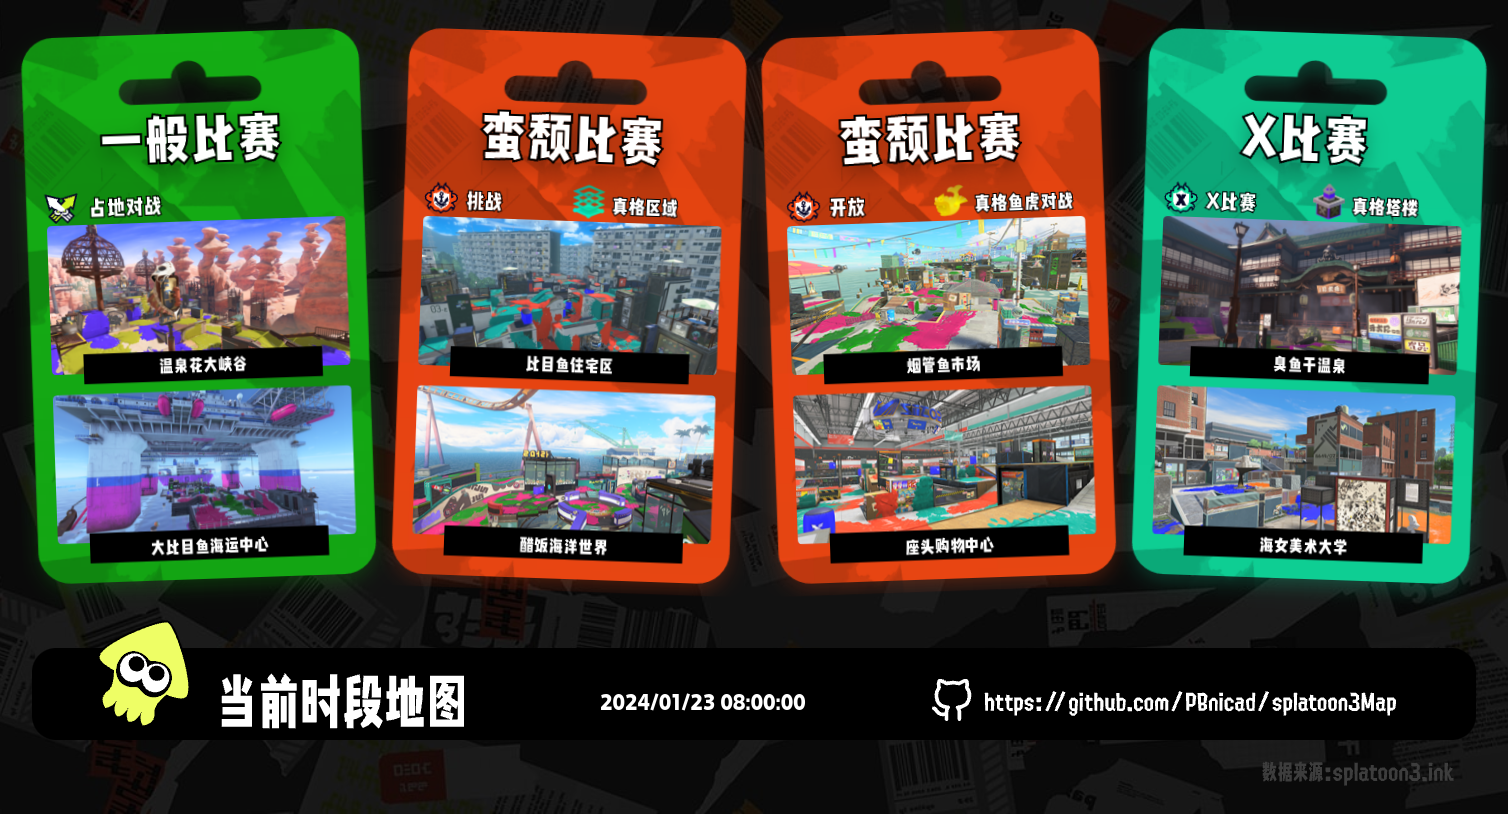 一般比赛
占地对战
温泉花大峡谷
大比目鱼海运中心
蛮颓比赛
挑战
真格区域
比目鱼住宅区
醋饭海洋世界
蛮颓比赛
开放
真格鱼虎对战
烟管鱼市场
座头购物中心
X比赛
X比赛
真格塔楼
臭鱼干温泉
海女美术大学
当前时段地图
2024/01/23 08:00:00
https://github.com/PBnicad/splatoon3Map
数据来源:splatoon3.ink